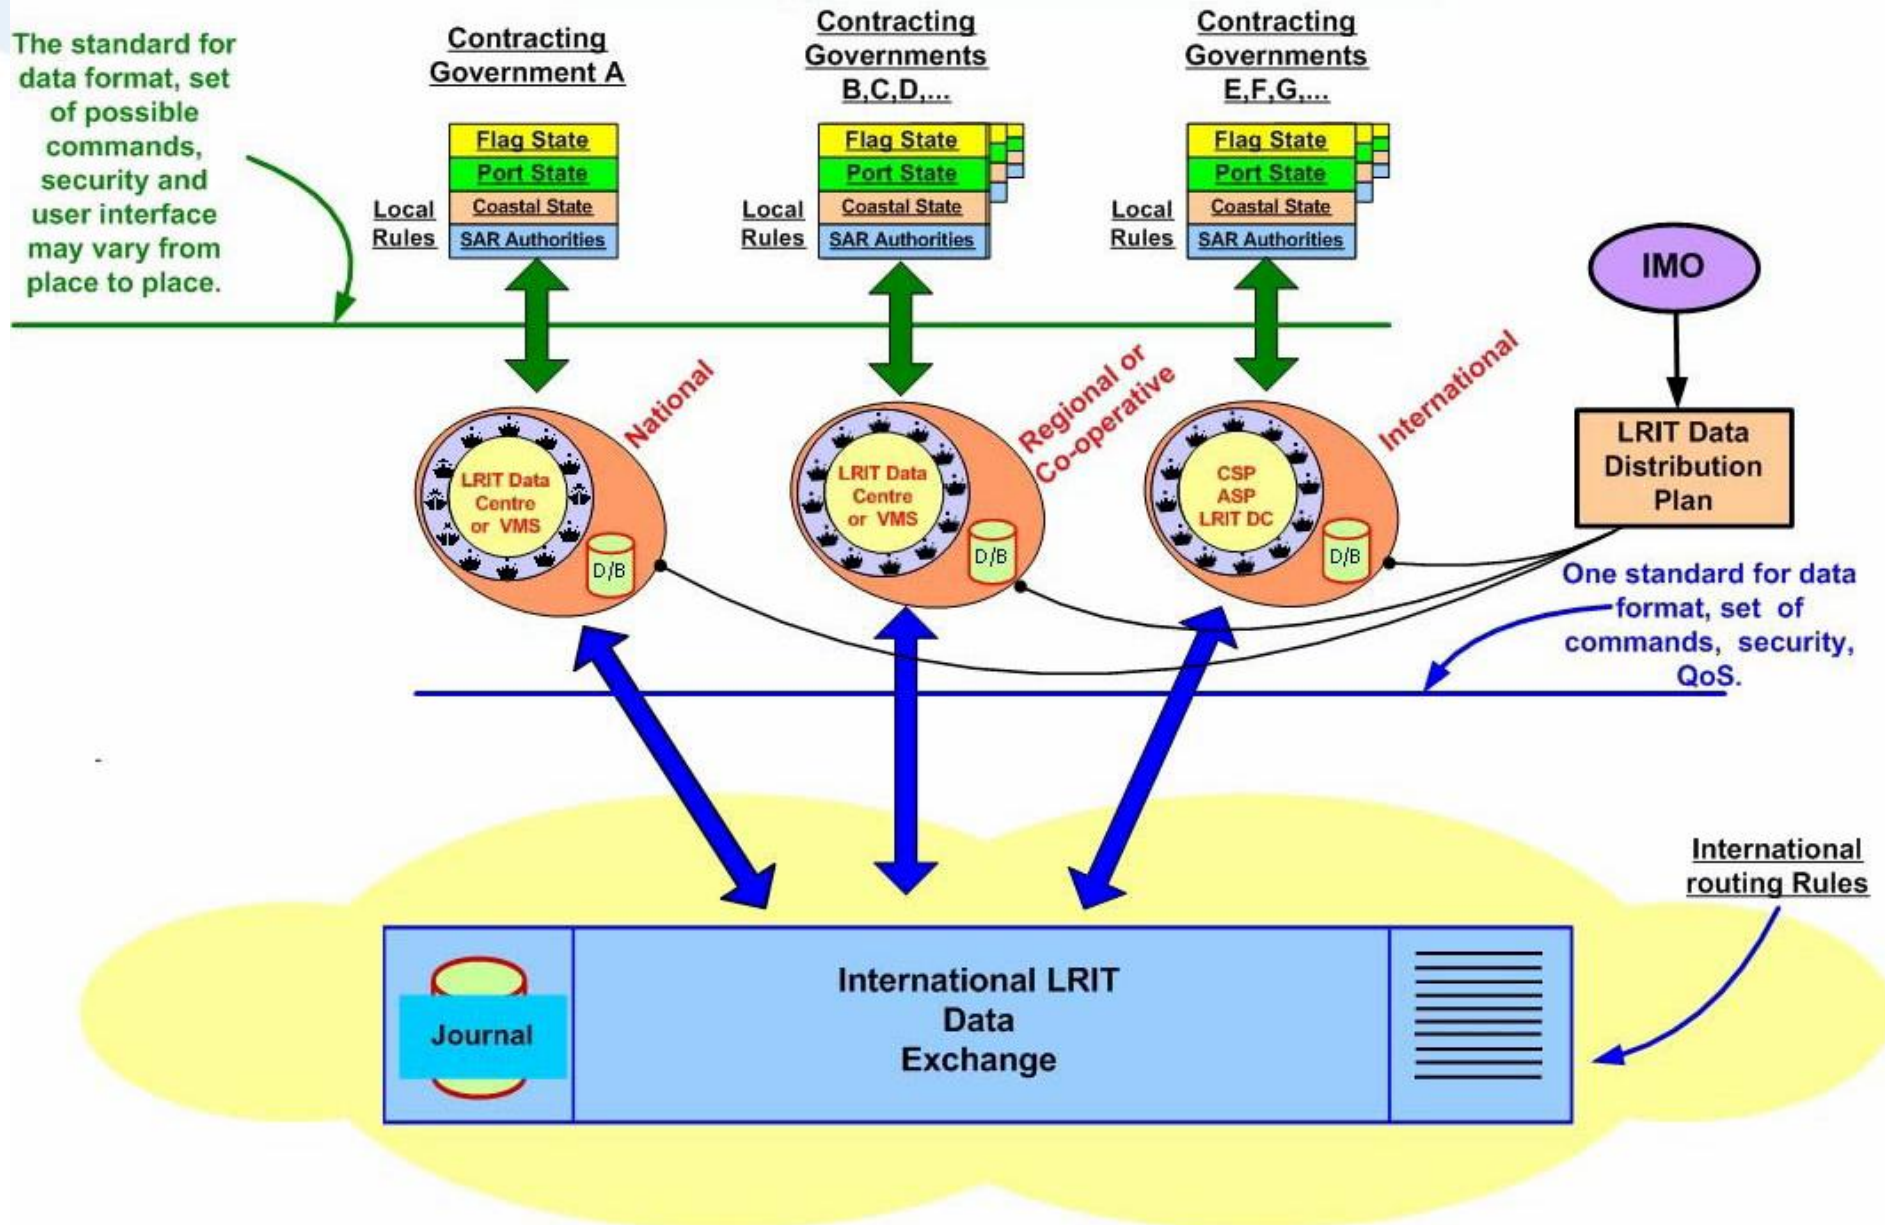 The standard for
data format, set
of possible
commands,
security and
user interface
may vary from
place to place.
Contracting
Government A
Flag State
Port State
Coastal State
SAR Authorities
Local
Rules
Contracting
Governments
B,C,D,...
Flag State
Port State
Coastal State
SAR Authorities
Local
Rules
Contracting
Governments
E,F,G,...
Flag State
Port State
Coastal State
SAR Authorities
Local
Rules
IMO
LRIT Data
Distribution
Plan
National
LRIT Data
Centre
or VMS
D/B
Regional or
Co-operative
LRIT Data
Centre
or VMS
D/B
International
CSP
ASP
LRIT DC
D/B
One standard for data
format, set of
commands, security,
QoS.
International
routing Rules
Journal
International LRIT
Data
Exchange